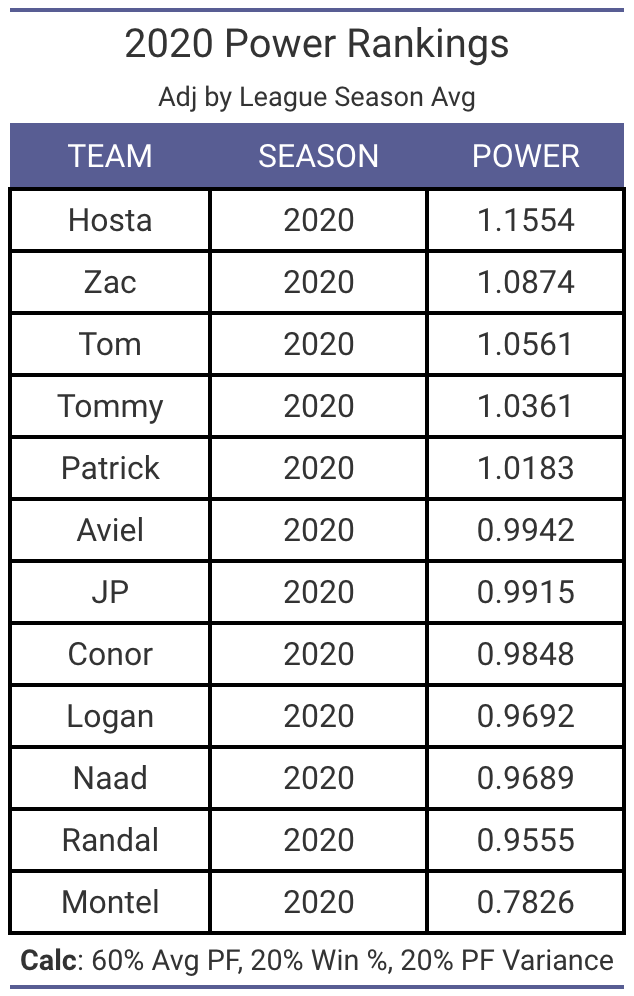 2020 Power Rankings
Adj by League Season Avg
TEAM SEASON POWER
Hosta 2020 1.1554
Zac 2020 1.0874
Tom 2020 1.0561
Tommy 2020 1.0361
Patrick 2020 1.0183
Aviel 2020 0.9942
JP 2020 0.9915
Conor 2020 0.9848
Logan 2020 0.9692
Naad 2020 0.9689
Randal 2020 0.9555
Montel 2020 0.7826
Calc: 60% Avg PF, 20% Win %, 20% PF Variance